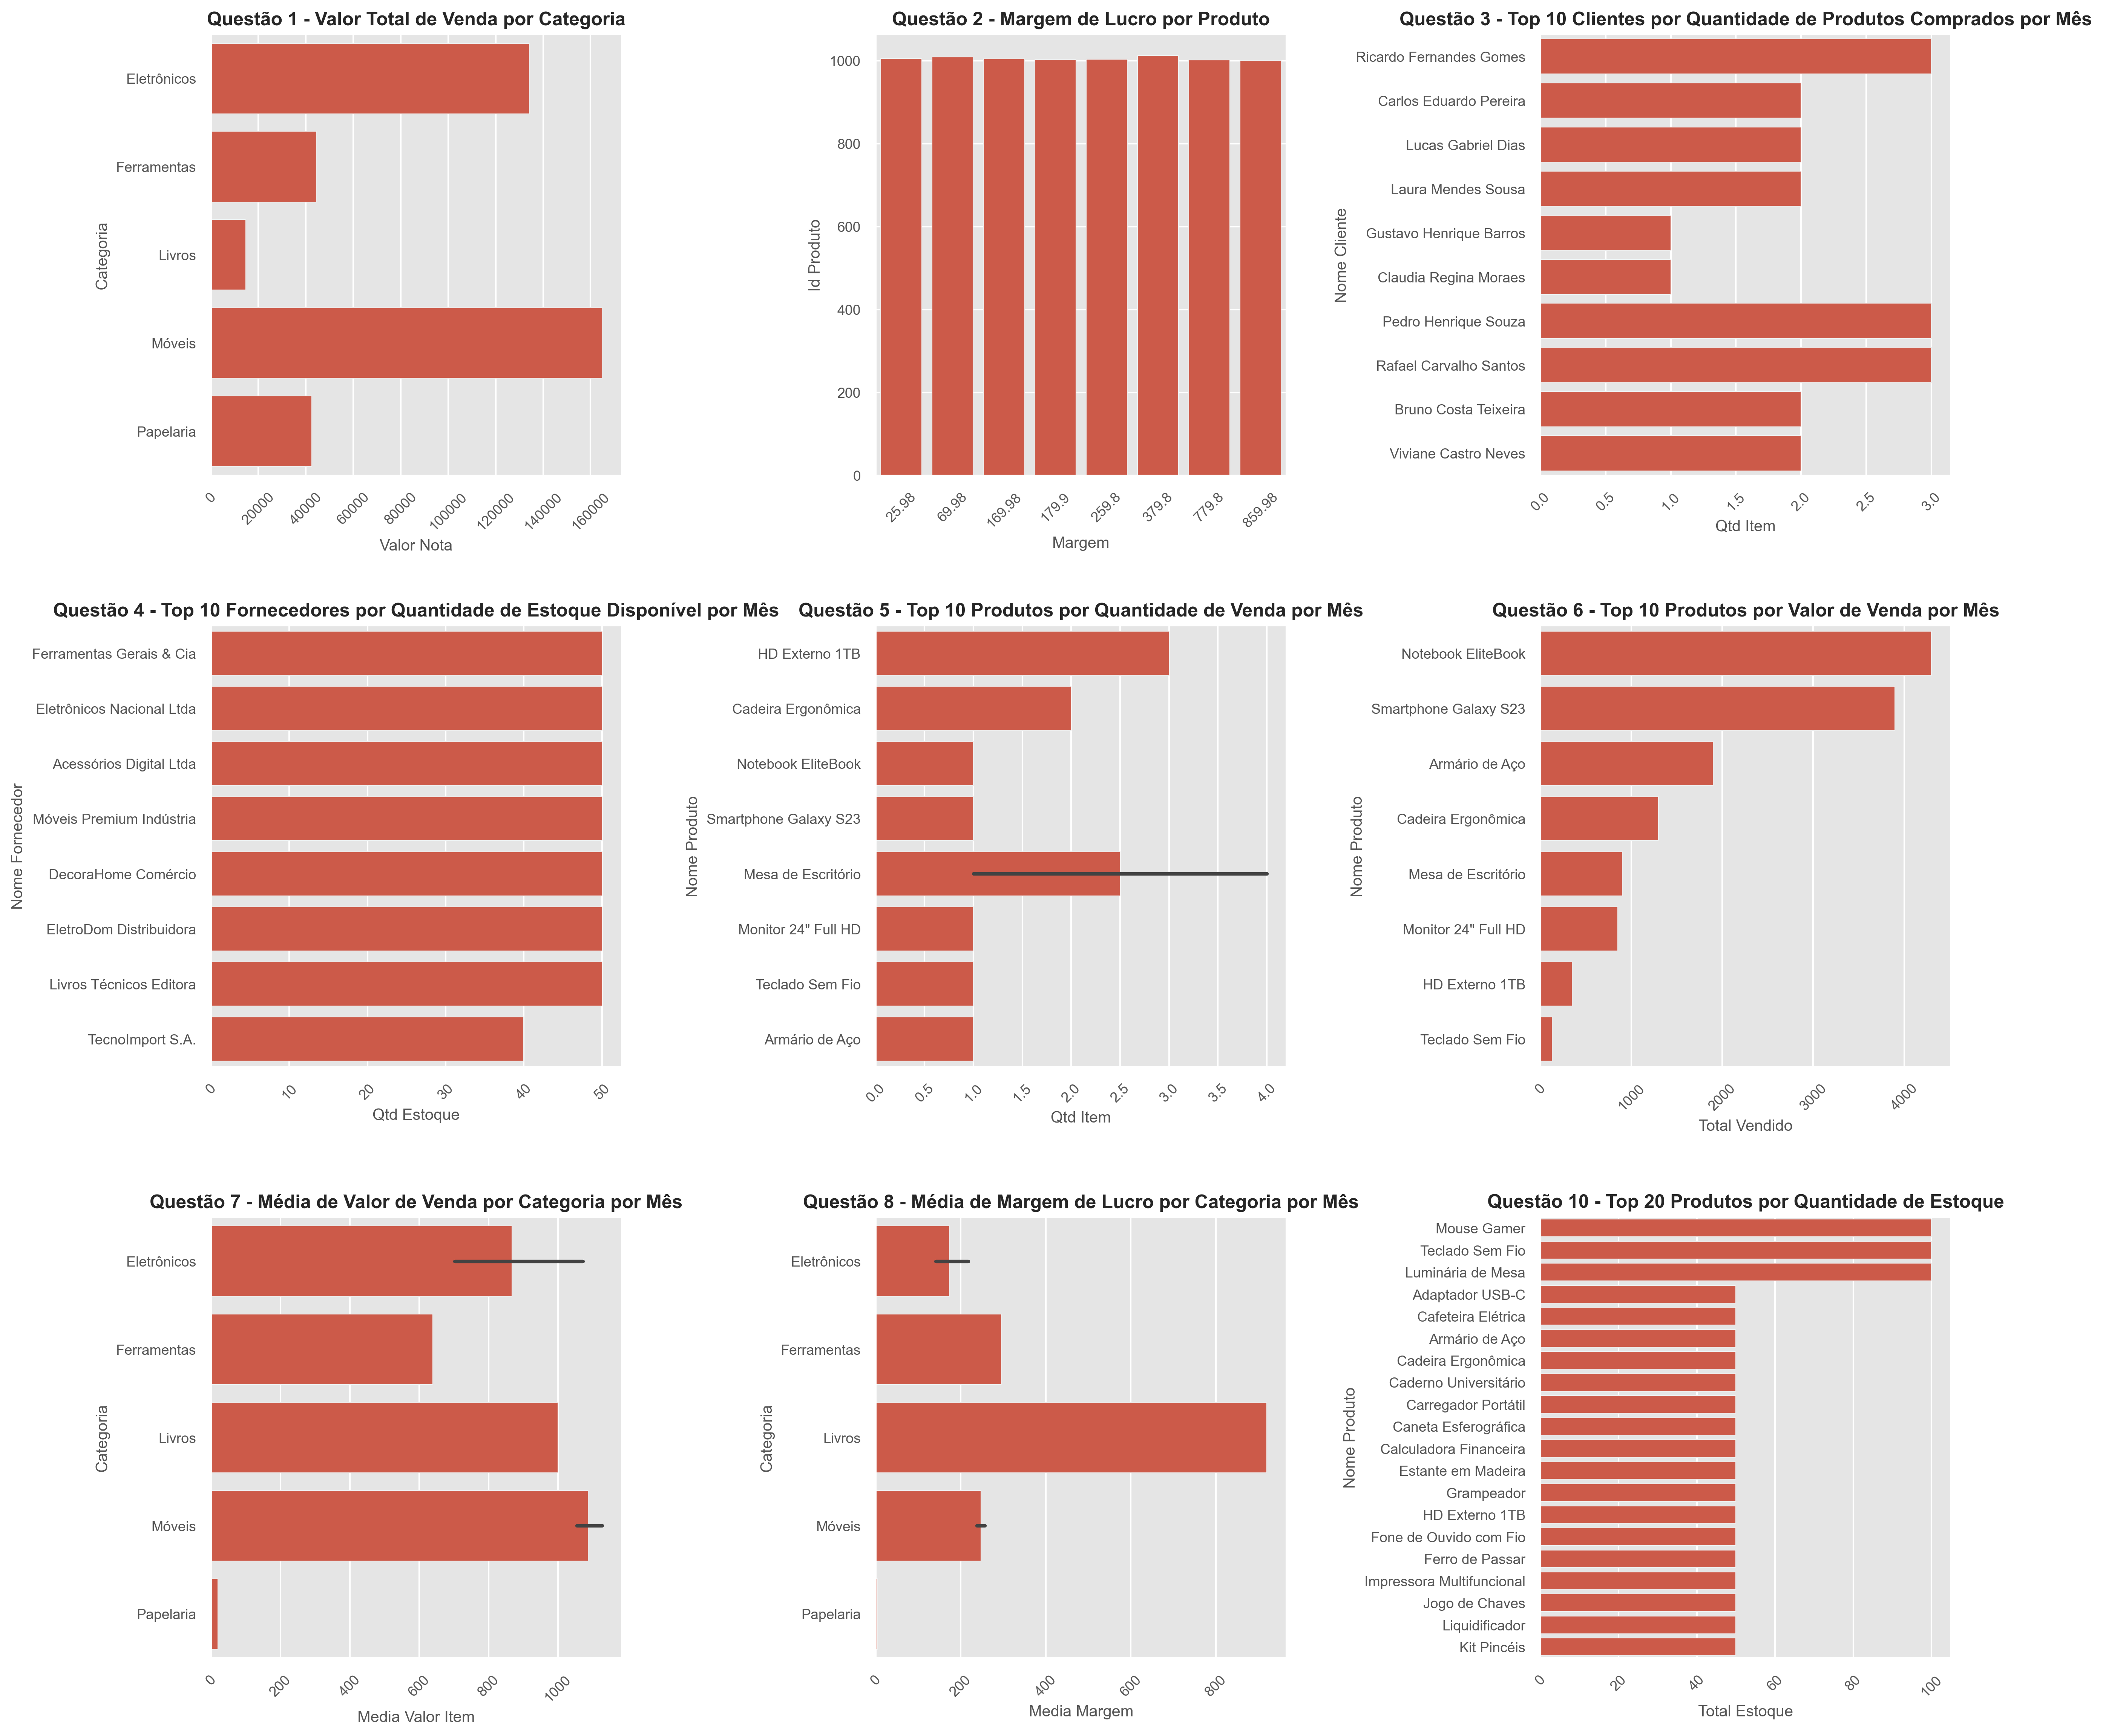 Questão 1 - Valor Total de Venda por Categoria
Categoria
Eletrônicos
Ferramentas
Livros
Móveis
Papelaria
0
20000
40000
60000
80000
100000
120000
140000
160000
Valor Nota
Questão 2 - Margem de Lucro por Produto
Id Produto
1000
800
600
400
200
0
25.98
69.98
169.98
179.9
259.8
379.8
779.8
859.98
Margem
Questão 3 - Top 10 Clientes por Quantidade de Produtos Comprados por Mês
Nome Cliente
Ricardo Fernandes Gomes
Carlos Eduardo Pereira
Lucas Gabriel Dias
Laura Mendes Sousa
Gustavo Henrique Barros
Claudia Regina Moraes
Pedro Henrique Souza
Rafael Carvalho Santos
Bruno Costa Teixeira
Viviane Castro Neves
0.0
0.5
1.0
1.5
2.0
2.5
3.0
Qtd Item
Questão 4 - Top 10 Fornecedores por Quantidade de Estoque Disponível por Mês
Nome Fornecedor
Ferramentas Gerais & Cia
Eletrônicos Nacional Ltda
Acessórios Digital Ltda
Móveis Premium Indústria
DecoraHome Comércio
EletroDom Distribuidora
Livros Técnicos Editora
TecnoImport S.A.
0
10
20
30
40
50
Qtd Estoque
Questão 5 - Top 10 Produtos por Quantidade de Venda por Mês
Nome Produto
HD Externo 1TB
Cadeira Ergonômica
Notebook EliteBook
Smartphone Galaxy S23
Mesa de Escritório
Monitor 24" Full HD
Teclado Sem Fio
Armário de Aço
0.0
0.5
1.0
1.5
2.0
2.5
3.0
3.5
4.0
Qtd Item
Questão 6 - Top 10 Produtos por Valor de Venda por Mês
Nome Produto
Notebook EliteBook
Smartphone Galaxy S23
Armário de Aço
Cadeira Ergonômica
Mesa de Escritório
Monitor 24" Full HD
HD Externo 1TB
Teclado Sem Fio
0
1000
2000
3000
4000
Total Vendido
Questão 7 - Média de Valor de Venda por Categoria por Mês
Categoria
Eletrônicos
Ferramentas
Livros
Móveis
Papelaria
0
200
400
600
800
1000
Media Valor Item
Questão 8 - Média de Margem de Lucro por Categoria por Mês
Categoria
Eletrônicos
Ferramentas
Livros
Móveis
Papelaria
0
200
400
600
800
Media Margem
Questão 10 - Top 20 Produtos por Quantidade de Estoque
Nome Produto
Mouse Gamer
Teclado Sem Fio
Luminária de Mesa
Adaptador USB-C
Cafeteira Elétrica
Armário de Aço
Cadeira Ergonômica
Caderno Universitário
Carregador Portátil
Caneta Esferográfica
Calculadora Financeira
Estante em Madeira
Grampeador
HD Externo 1TB
Fone de Ouvido com Fio
Ferro de Passar
Impressora Multifuncional
Jogo de Chaves
Liquidificador
Kit Pincéis
0
20
40
60
80
100
Total Estoque